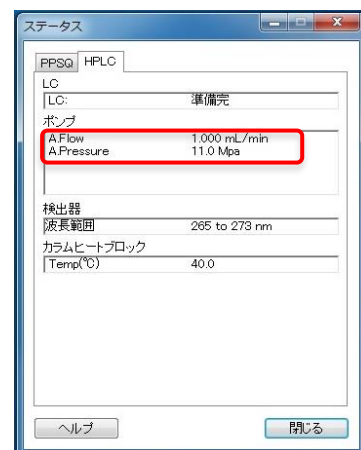 ステータス
PPSQ HPLC
LC
LC: 準備完
ポンプ
A.Flow 1.000 mL/min
A.Pressure 11.0 Mpa
検出器
波長範囲 265 to 273 nm
カラムヒートブロック
Temp(℃) 40.0
ヘルプ 閉じる